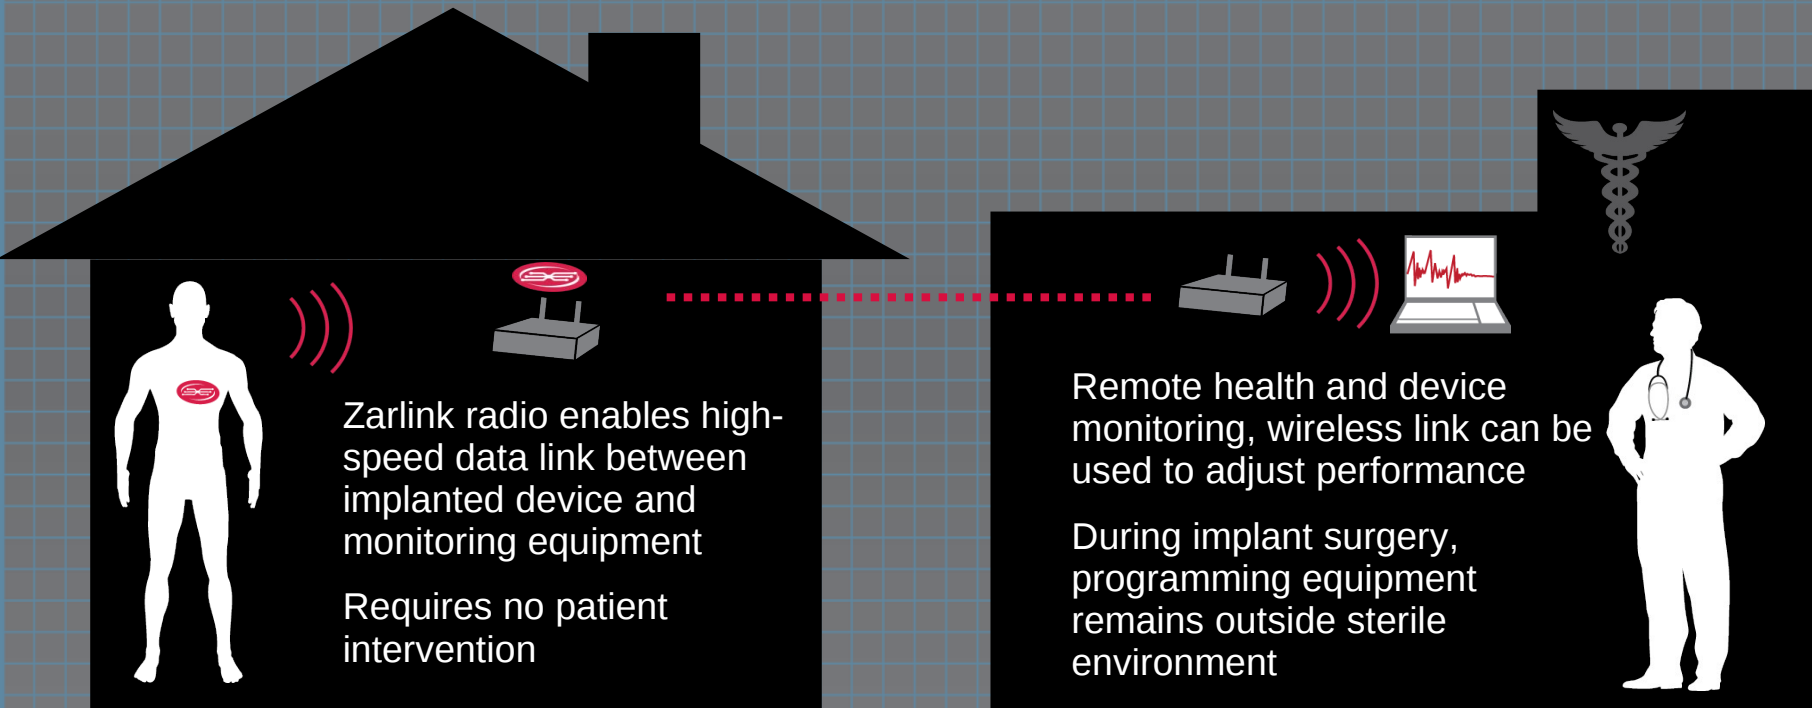 Zarlink radio enables high-
speed data link between
implanted device and
monitoring equipment
Requires no patient
intervention
Remote health and device
monitoring, wireless link can be
used to adjust performance
During implant surgery,
programming equipment
remains outside sterile
environment